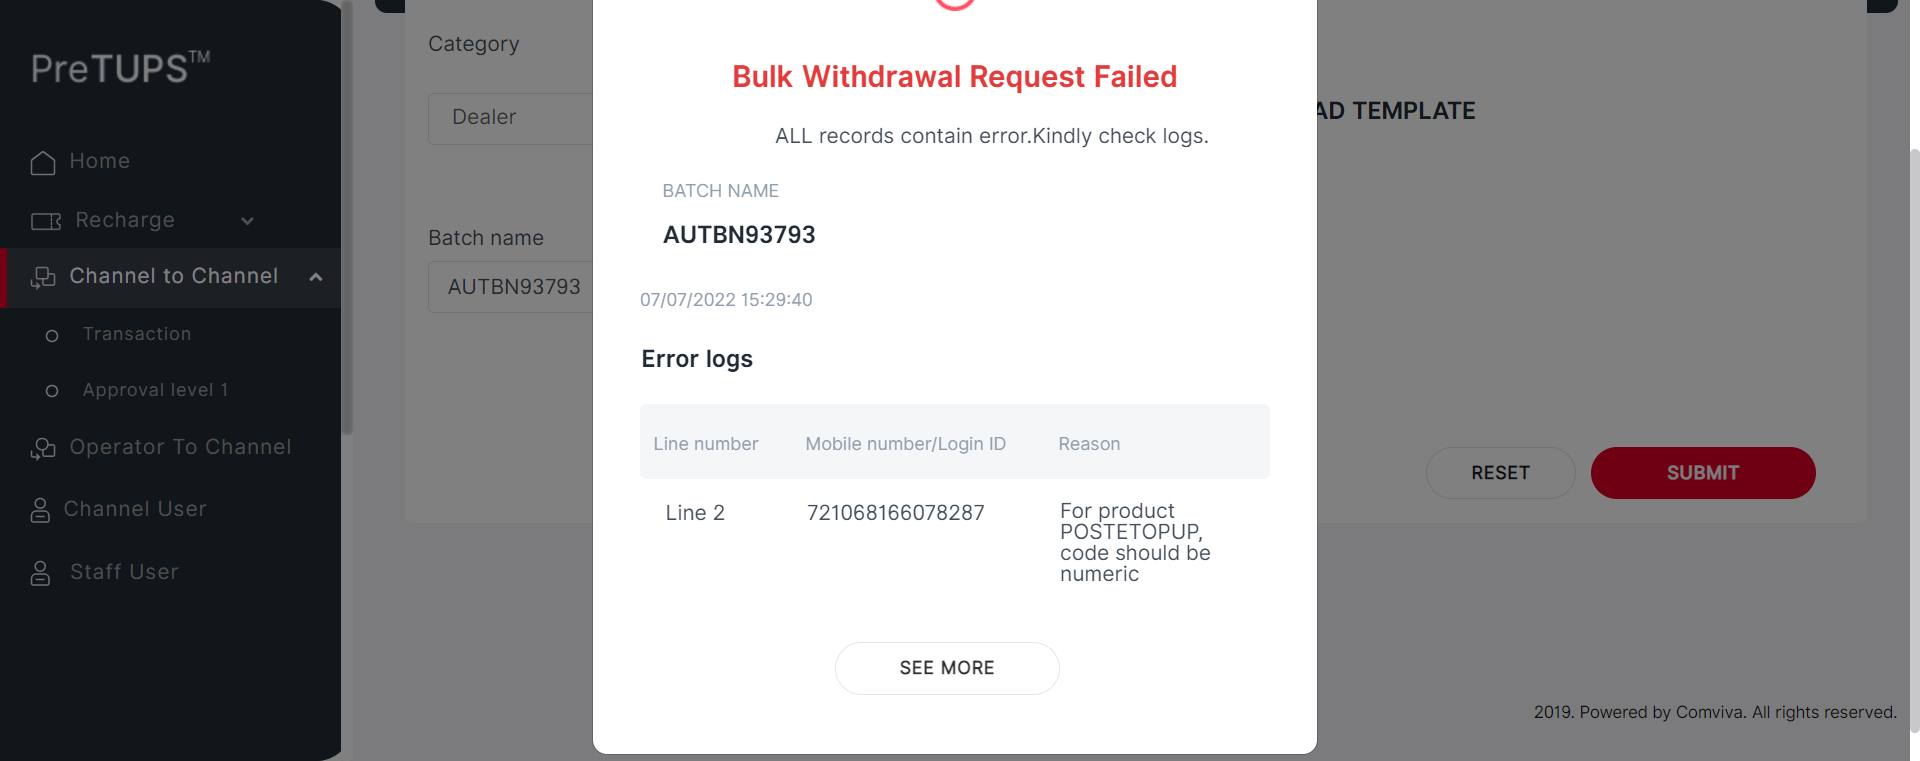 PreTUPS™
Home
Recharge
Channel to Channel
Transaction
Approval level 1
Operator To Channel
Channel User
Staff User
Category
Dealer
Batch name
AUTBN93793
AD TEMPLATE
RESET
SUBMIT
Bulk Withdrawal Request Failed
ALL records contain error.Kindly check logs.
BATCH NAME
AUTBN93793
07/07/2022 15:29:40
Error logs
Line number Mobile number/Login ID Reason
Line 2 721068166078287 For product
POSTETOPUP,
code should be
numeric
SEE MORE
2019. Powered by Comviva. All rights reserved.